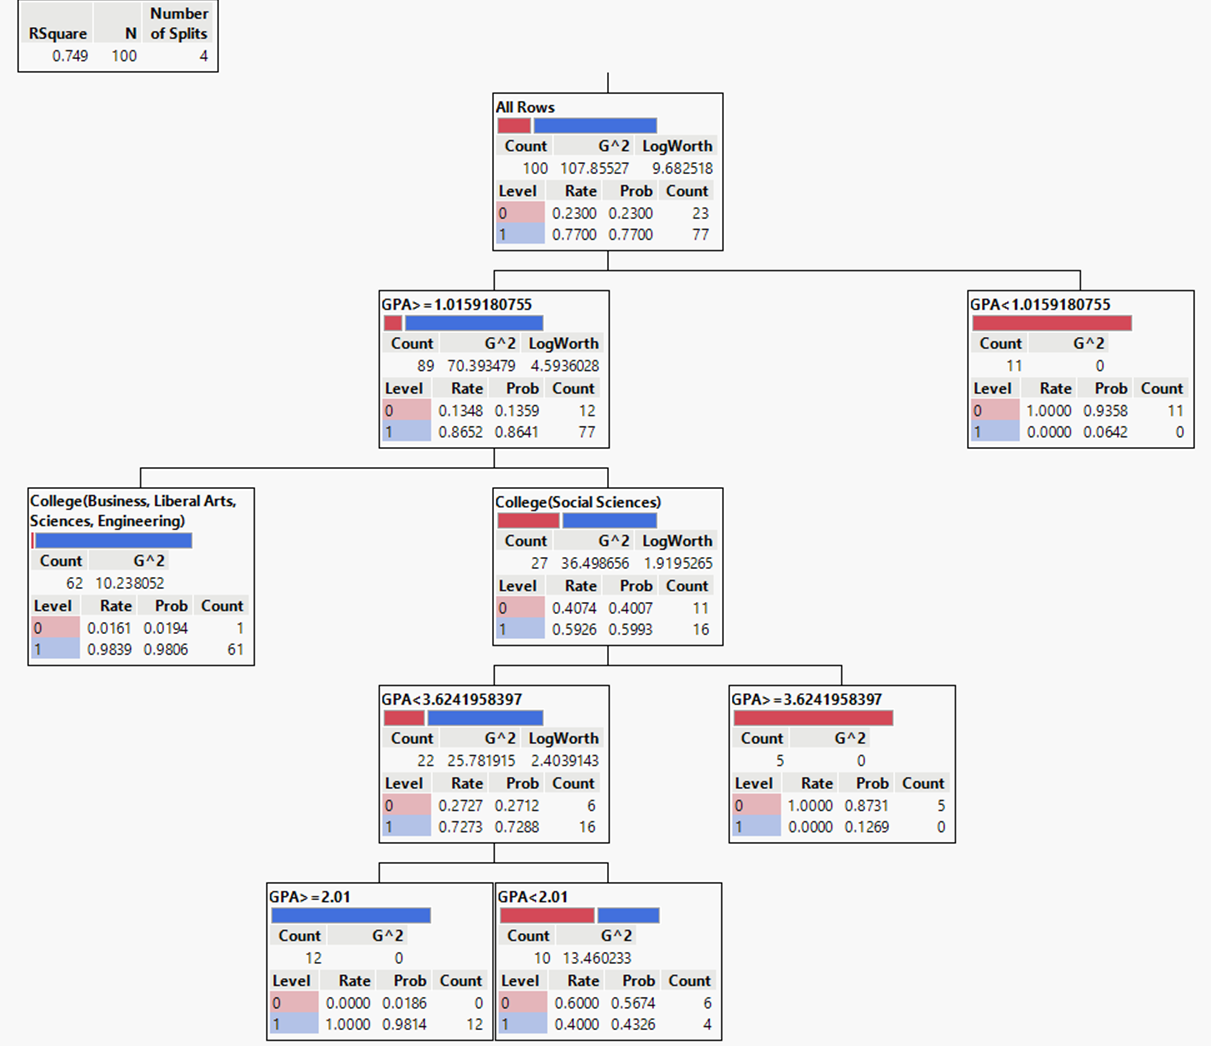 Number
RSquare N of Splits
0.749 100 4
All Rows
Count G^2 LogWorth
100 107.85527 9.682518
Level Rate Prob Count
0 0.2300 0.2300 23
1 0.7700 0.7700 77
GPA>=1.0159180755
Count G^2 LogWorth
89 70.393479 4.5936028
Level Rate Prob Count
0 0.1348 0.1359 12
1 0.8652 0.8641 77
GPA<1.0159180755
Count G^2
11 0
Level Rate Prob Count
0 1.0000 0.9358 11
1 0.0000 0.0642 0
College(Business, Liberal Arts,
Sciences, Engineering)
Count G^2
62 10.238052
Level Rate Prob Count
0 0.0161 0.0194 1
1 0.9839 0.9806 61
College(Social Sciences)
Count G^2 LogWorth
27 36.498656 1.9195265
Level Rate Prob Count
0 0.4074 0.4007 11
1 0.5926 0.5993 16
GPA<3.6241958397
Count G^2 LogWorth
22 25.781915 2.4039143
Level Rate Prob Count
0 0.2727 0.2712 6
1 0.7273 0.7288 16
GPA>=3.6241958397
Count G^2
5 0
Level Rate Prob Count
0 1.0000 0.8731 5
1 0.0000 0.1269 0
GPA>=2.01
Count G^2
12 0
Level Rate Prob Count
0 0.0000 0.0186 0
1 1.0000 0.9814 12
GPA<2.01
Count G^2
10 13.460233
Level Rate Prob Count
0 0.6000 0.5674 6
1 0.4000 0.4326 4